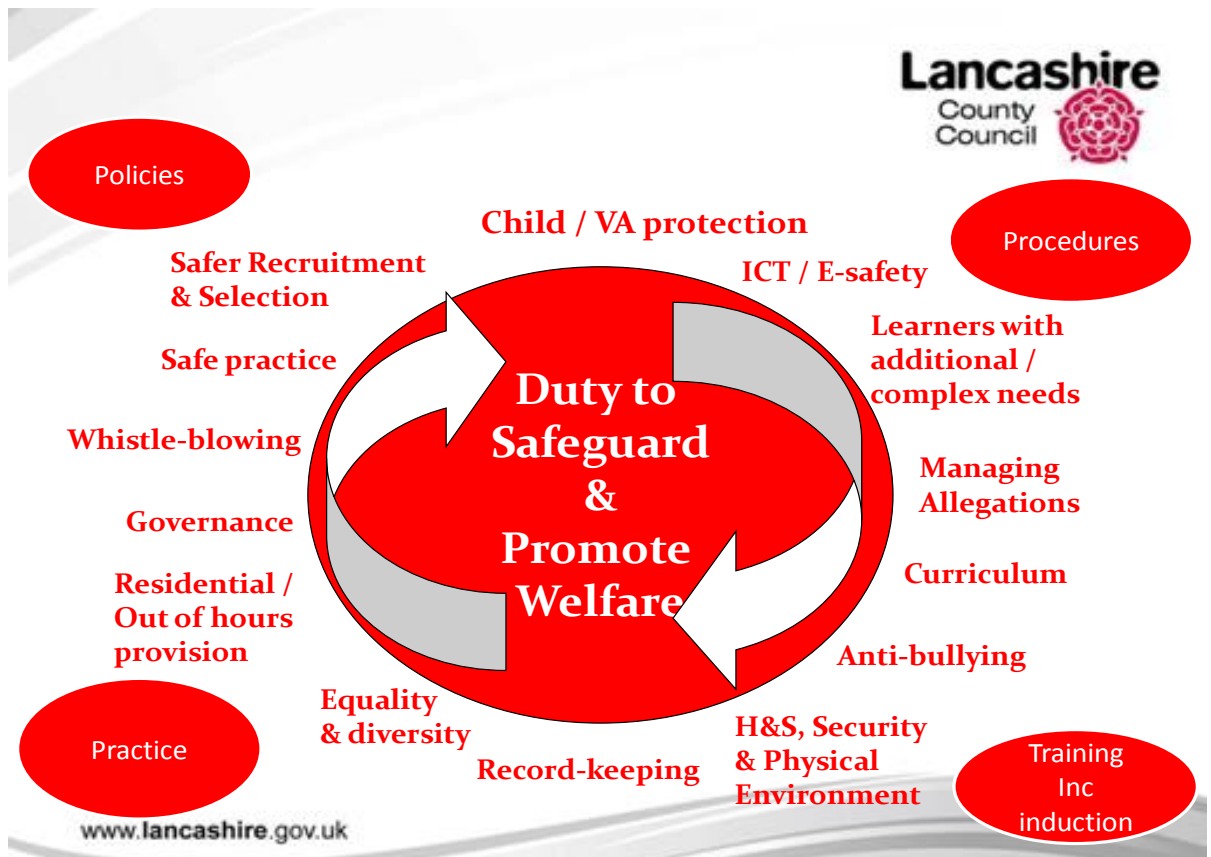 Lancashire
County
Council
Policies
Procedures
Child / VA protection
ICT / E-safety
Learners with
additional /
complex needs
Managing
Allegations
Curriculum
Anti-bullying
H&S, Security
& Physical
Environment
Record-keeping
Equality
& diversity
Residential /
Out of hours
provision
Governance
Whistle-blowing
Safe practice
Safer Recruitment
& Selection
Duty to
Safeguard
&
Promote
Welfare
Practice
Training
Inc
induction
www.lancashire.gov.uk